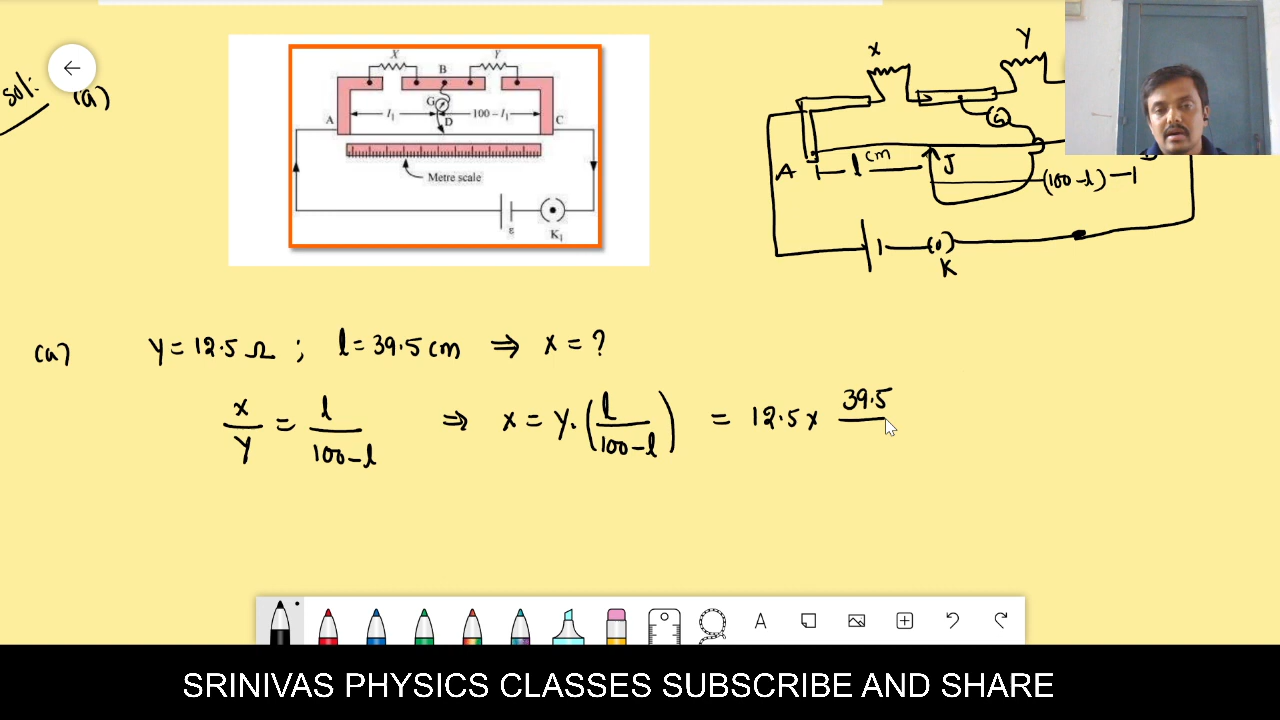 Sol:
(a)
X
Y
B
G
l₁
100 – l₁
A
D
C
Metre scale
ε
K₁
X
Y
G
A
l cm
J
(100-l)
K
(a) Y = 12.5 Ω ; l = 39.5 cm ⇒ X = ?
X/Y = l/100-l ⇒ X = Y.(l/100-l) = 12.5 x 39.5
A
SRINIVAS PHYSICS CLASSES SUBSCRIBE AND SHARE